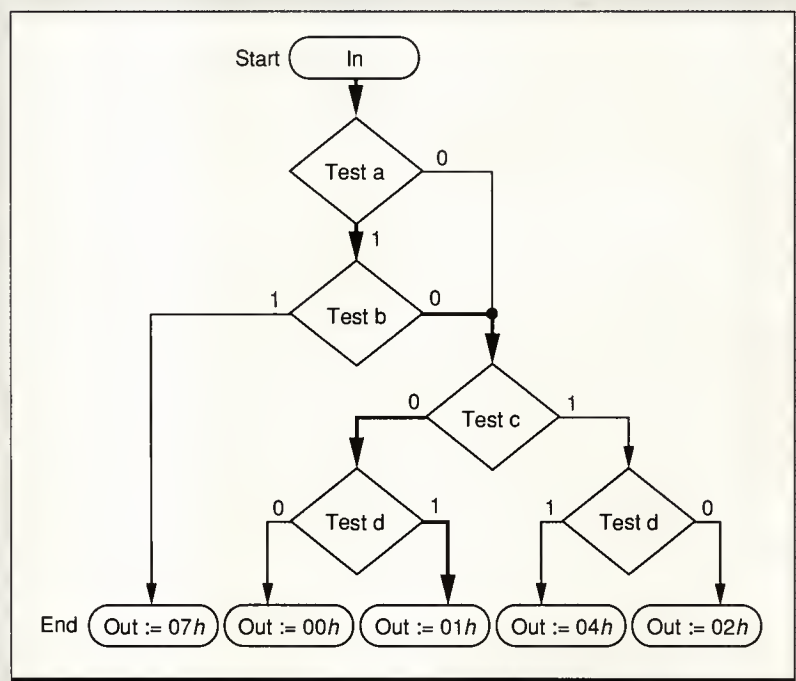 Start In
Test a 0
1
1 Test b 0
0 Test c 1
0 Test d 1 1 Test d 0
End Out := 07h Out := 00h Out := 01h Out := 04h Out := 02h